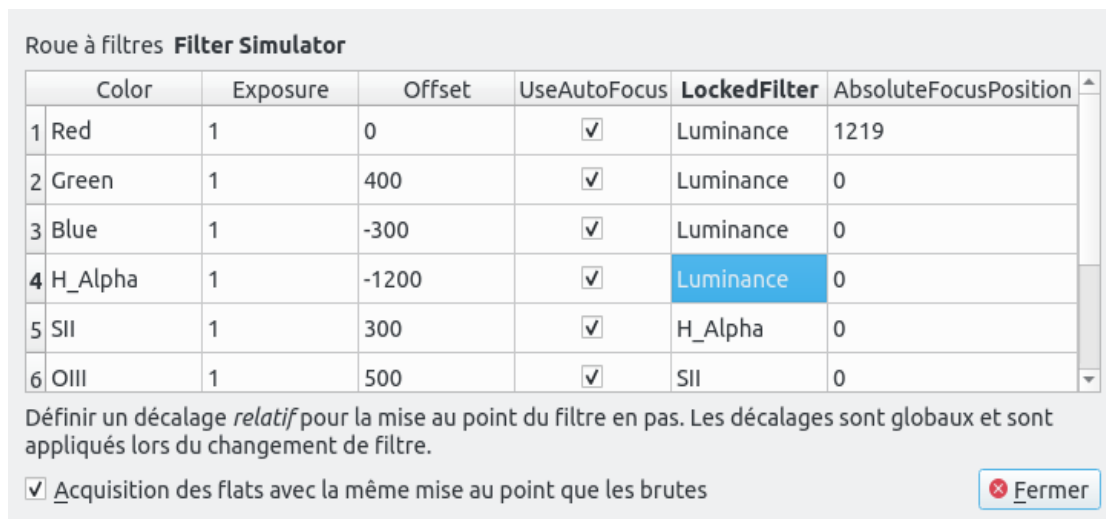 Roue à filtres Filter Simulator
Color Exposure Offset UseAutoFocus LockedFilter AbsoluteFocusPosition
1 Red 1 0 Luminance 1219
2 Green 1 400 Luminance 0
3 Blue 1 -300 Luminance 0
4 H_Alpha 1 -1200 Luminance 0
5 SII 1 300 H_Alpha 0
6 OIII 1 500 SII 0
Définir un décalage relatif pour la mise au point du filtre en pas. Les décalages sont globaux et sont
appliqués lors du changement de filtre.
Acquisition des flats avec la même mise au point que les brutes
Fermer